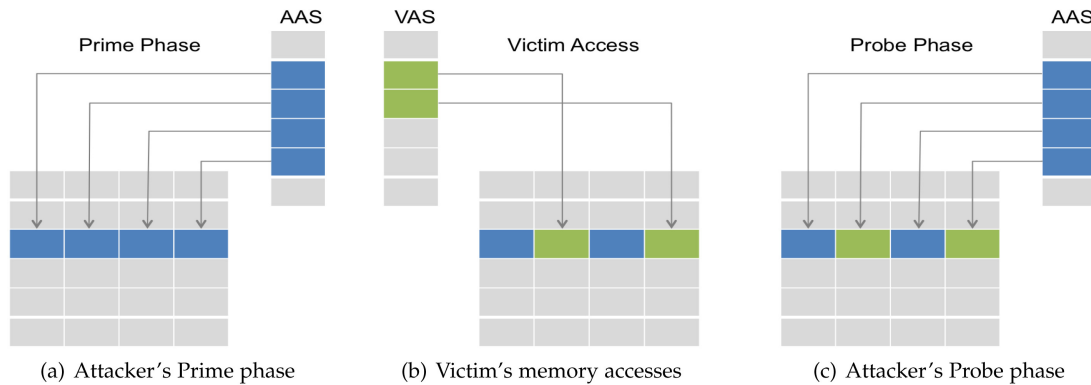 AAS
Prime Phase
VAS
Victim Access
AAS
Probe Phase
(a) Attacker's Prime phase
(b) Victim's memory accesses
(c) Attacker's Probe phase